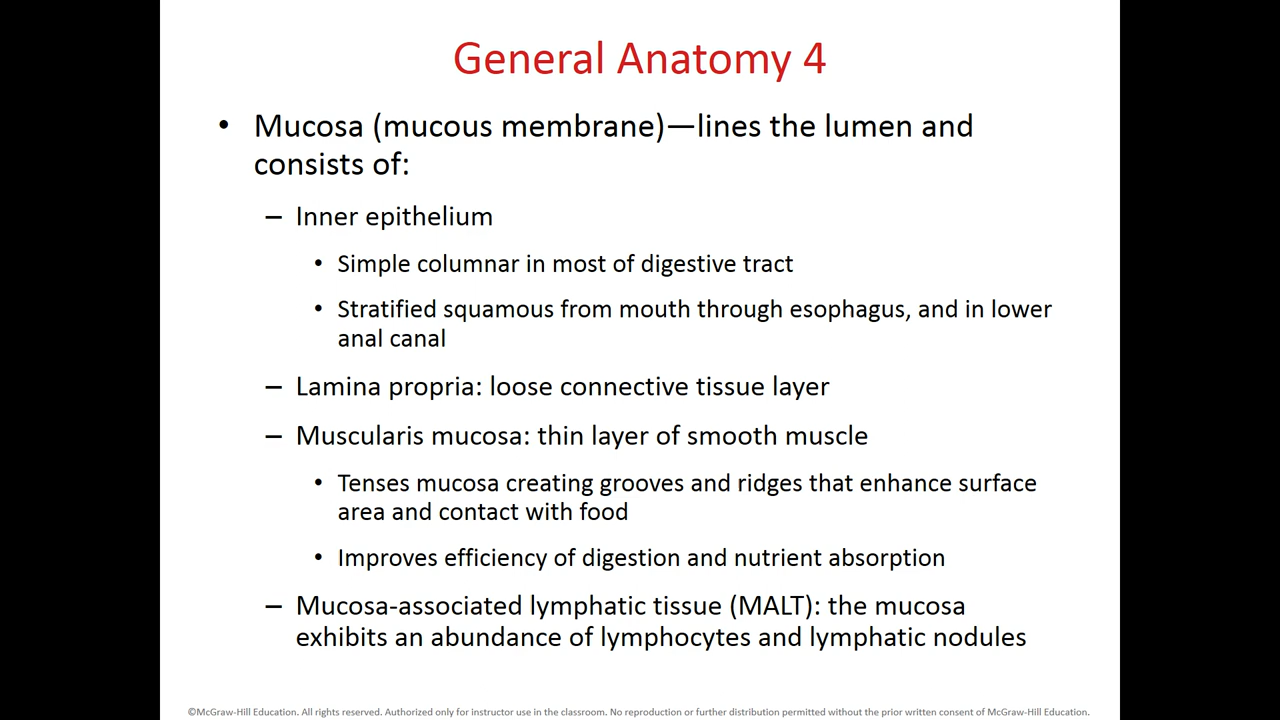 General Anatomy 4
• Mucosa (mucous membrane)—lines the lumen and
consists of:
– Inner epithelium
• Simple columnar in most of digestive tract
• Stratified squamous from mouth through esophagus, and in lower
anal canal
– Lamina propria: loose connective tissue layer
– Muscularis mucosa: thin layer of smooth muscle
• Tenses mucosa creating grooves and ridges that enhance surface
area and contact with food
• Improves efficiency of digestion and nutrient absorption
– Mucosa-associated lymphatic tissue (MALT): the mucosa
exhibits an abundance of lymphocytes and lymphatic nodules
©McGraw-Hill Education. All rights reserved. Authorized only for instructor use in the classroom. No reproduction or further distribution permitted without the prior written consent of McGraw-Hill Education.